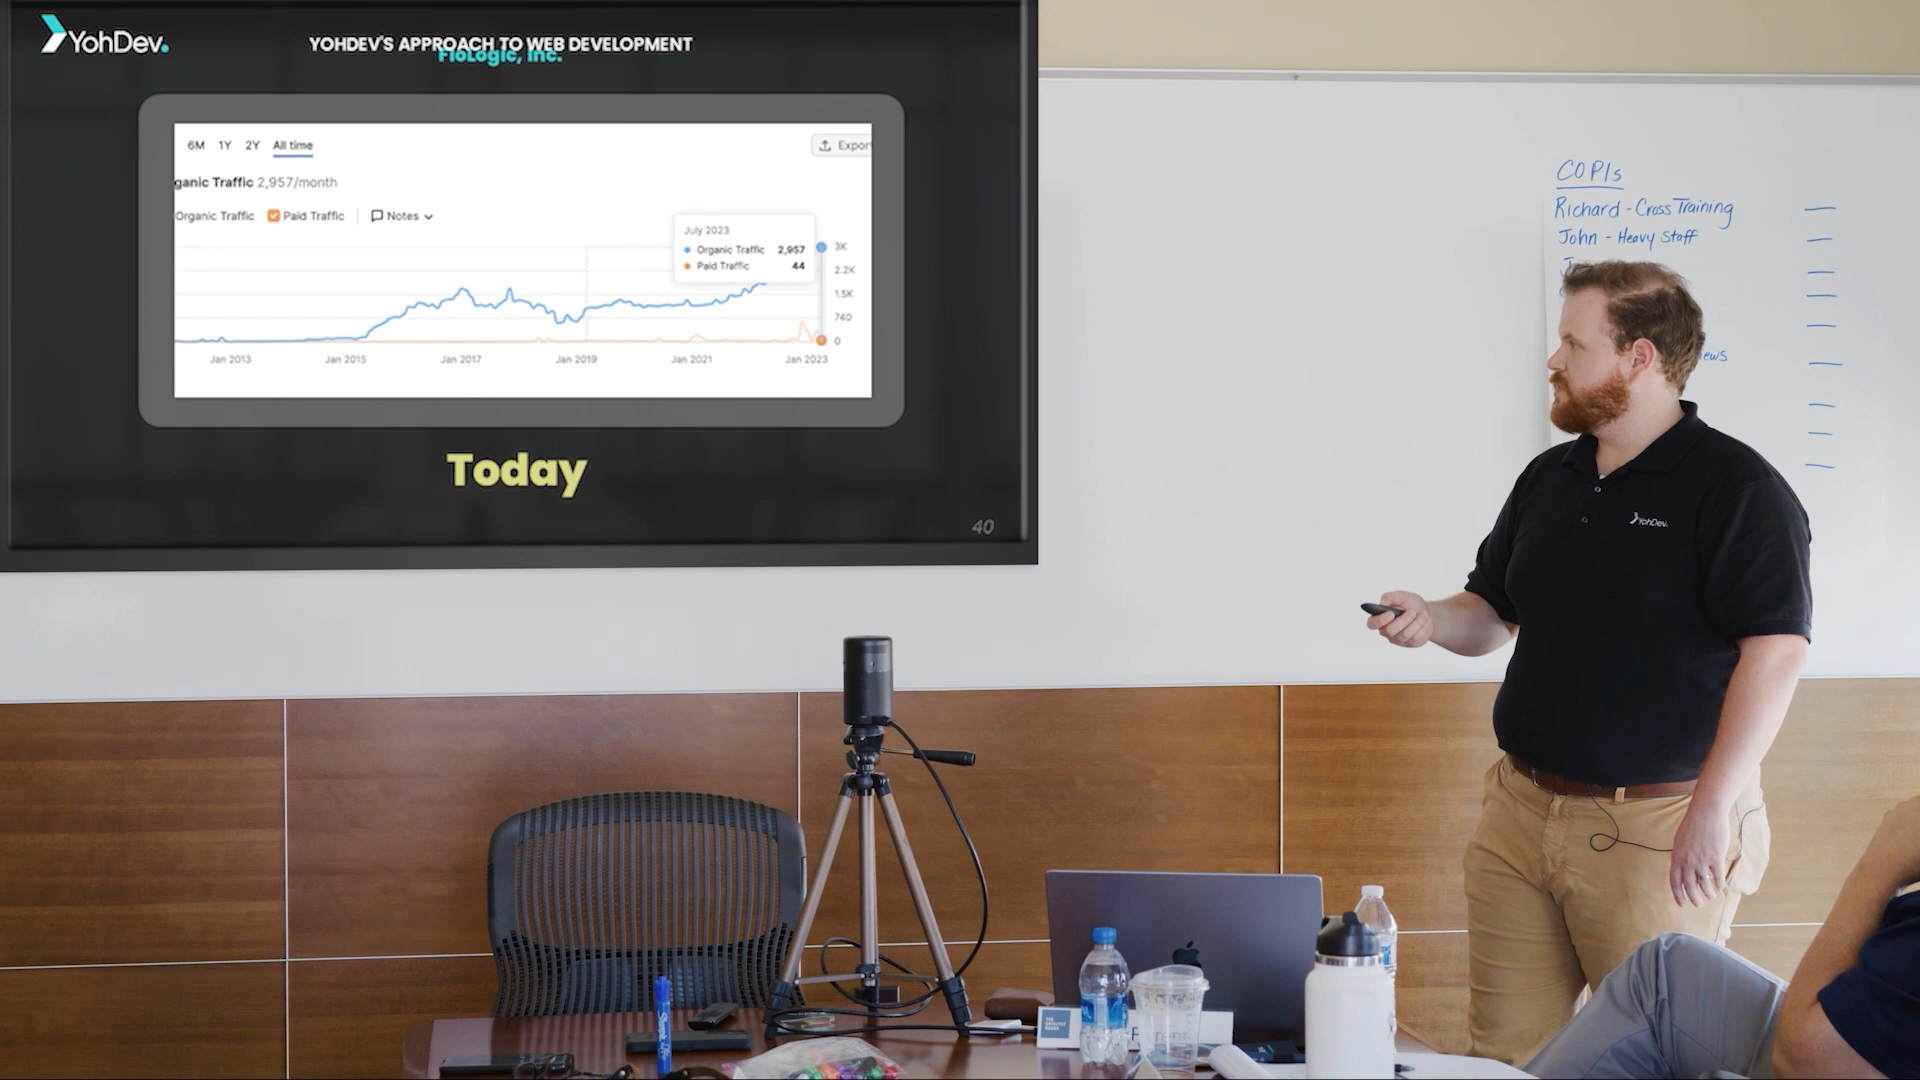 YohDev.
YOHDEV'S APPROACH TO WEB DEVELOPMENT
FloLogic, Inc.
6M 1Y 2Y All time
Export
ganic Traffic 2,957/month
Organic Traffic Paid Traffic Notes
July 2023
Organic Traffic 2,957
Paid Traffic 44
3K
2.2K
1.5K
740
0
Jan 2013 Jan 2015 Jan 2017 Jan 2019 Jan 2021 Jan 2023
Today
40
COPIs
Richard - Cross Training
John - Heavy Staff
iews
YohDev.